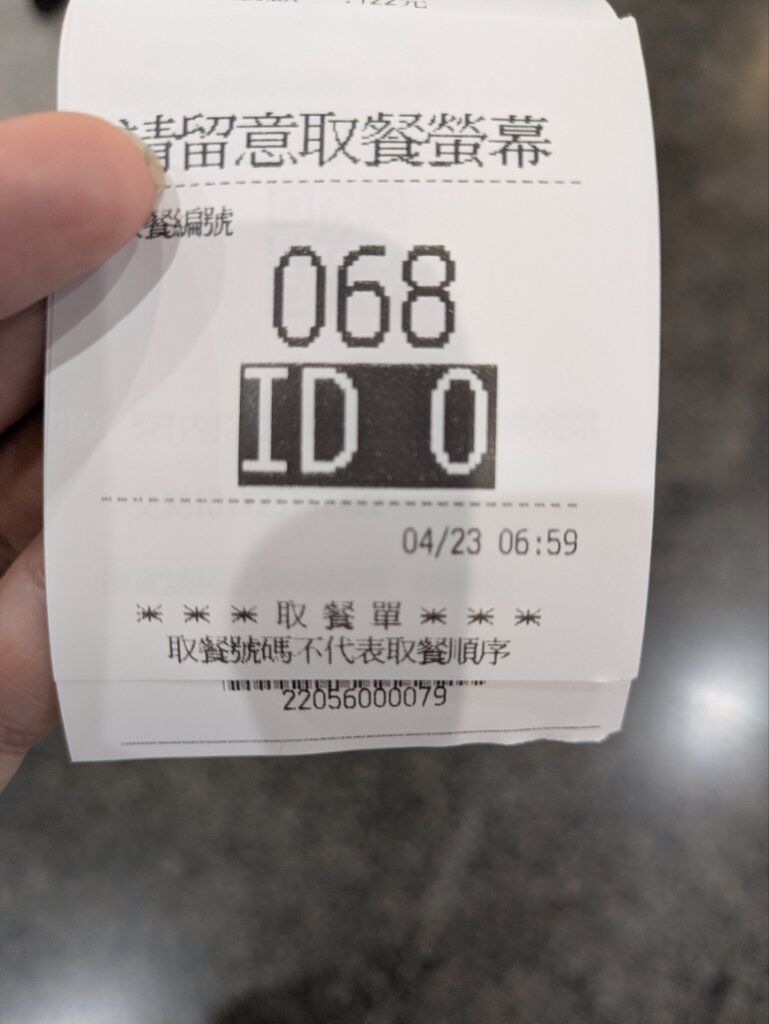 請留意取餐螢幕
餐編號
068
ID 0
04/23 06:59
***取餐單***
取餐號碼不代表取餐順序
22056000079